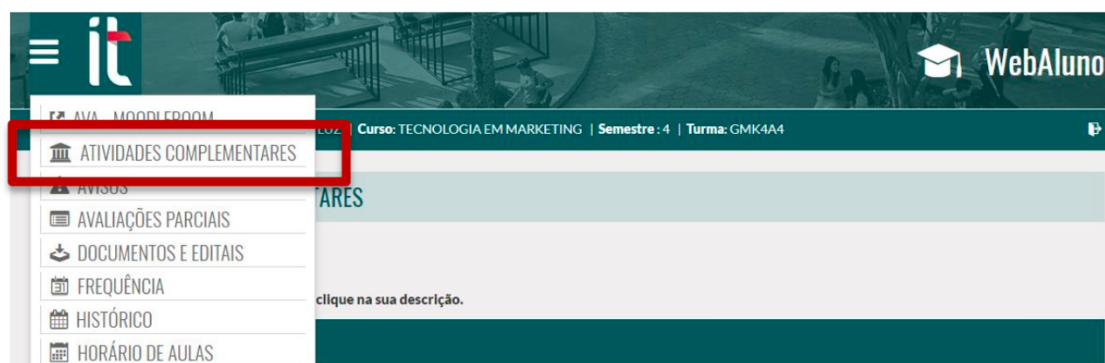 it
WebAluno
AVA - MOODLEROOM
LUZ | Curso: TECNOLOGIA EM MARKETING | Semestre : 4 | Turma: GMK4A4
ATIVIDADES COMPLEMENTARES
AVISOS
TARES
AVALIAÇÕES PARCIAIS
DOCUMENTOS E EDITAIS
FREQUÊNCIA
clique na sua descrição.
HISTÓRICO
HORÁRIO DE AULAS